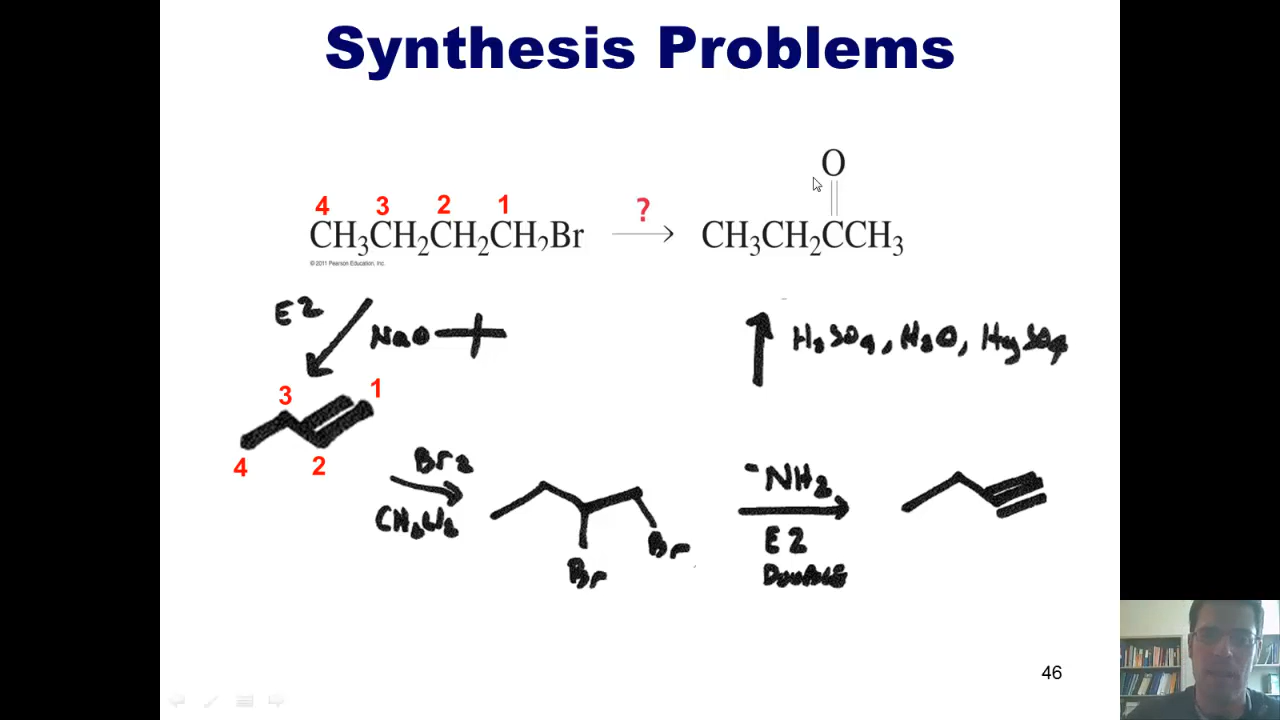 Synthesis Problems
O
4 3 2 1
?
CH3CH2CH2CH2Br
CH3CH2CCH3
© 2011 Pearson Education, Inc.
E2
NaO
H2SO4, H2O, HgSO4
3 1
4 2
Br2
CH2Cl2
Br
Br
-NH2
E2
Double
46